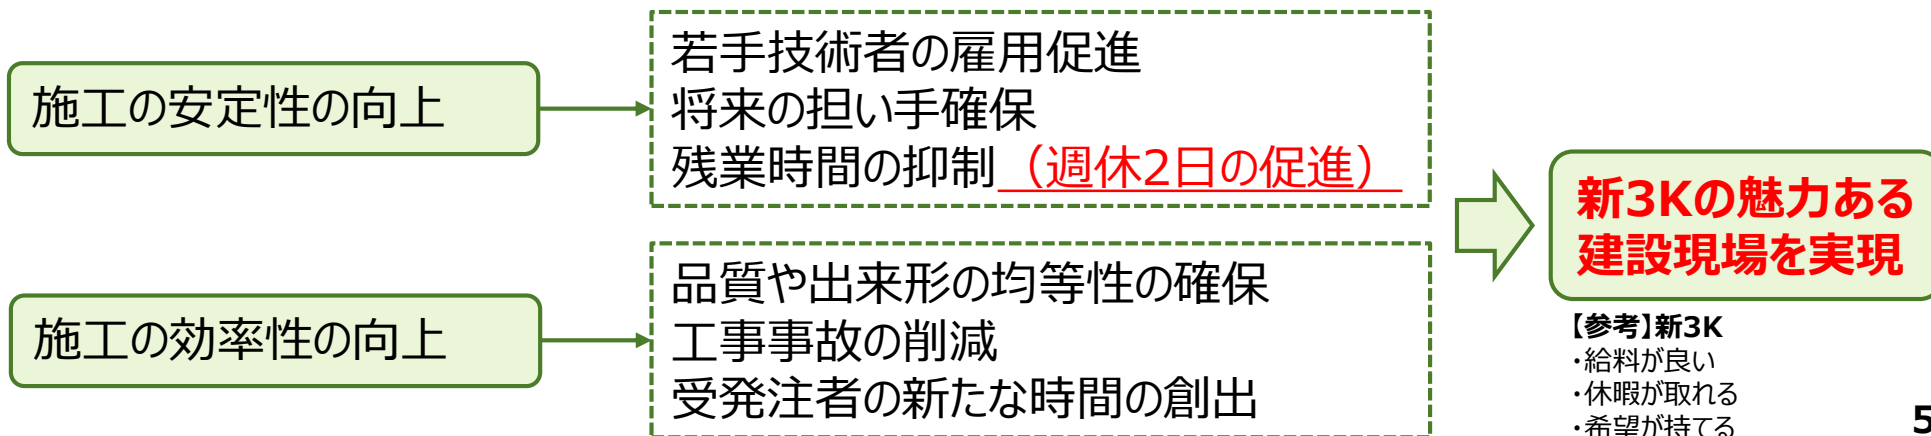 施工の安定性の向上
若手技術者の雇用促進
将来の担い手確保
残業時間の抑制（週休2日の促進）
施工の効率性の向上
品質や出来形の均等性の確保
工事事故の削減
受発注者の新たな時間の創出
新3Kの魅力ある
建設現場を実現
【参考】新3K
・給料が良い
・休暇が取れる
・希望が持てる
5